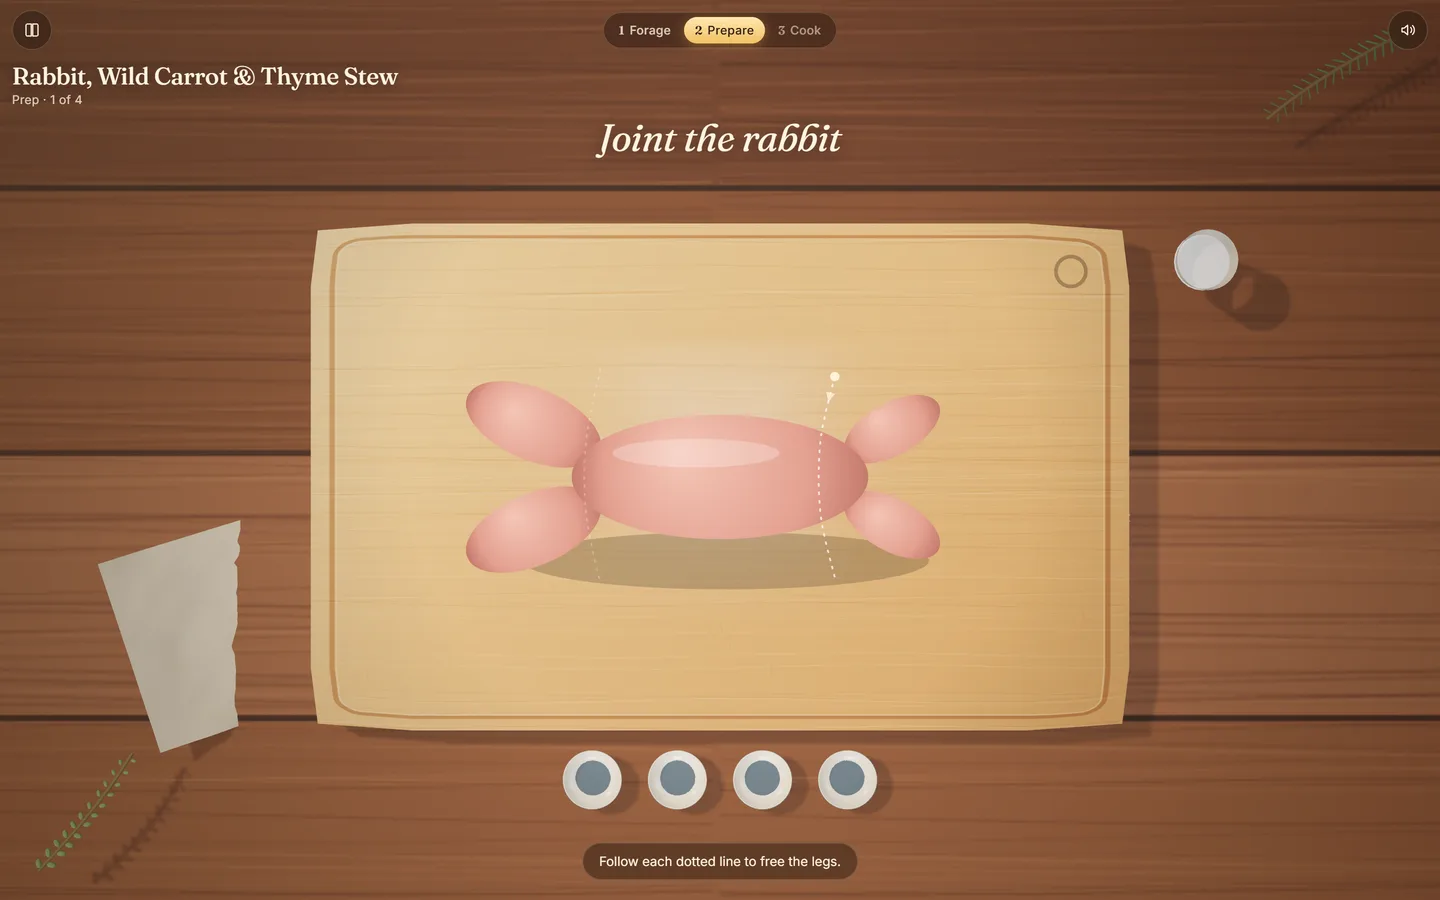 1 Forage
2 Prepare
3 Cook
Rabbit, Wild Carrot & Thyme Stew
Prep · 1 of 4
Joint the rabbit
Follow each dotted line to free the legs.